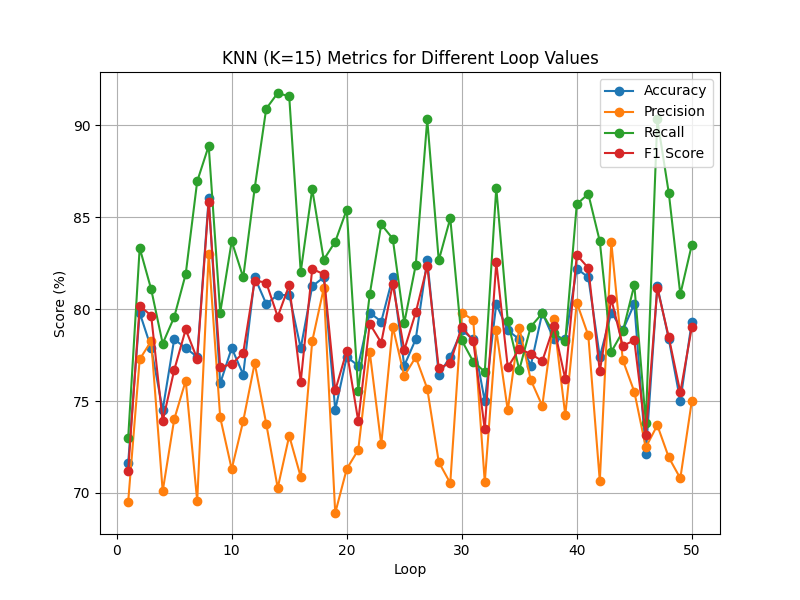 KNN (K=15) Metrics for Different Loop Values
Accuracy
Precision
Recall
F1 Score
90
85
80
75
70
Score (%)
0 10 20 30 40 50
Loop